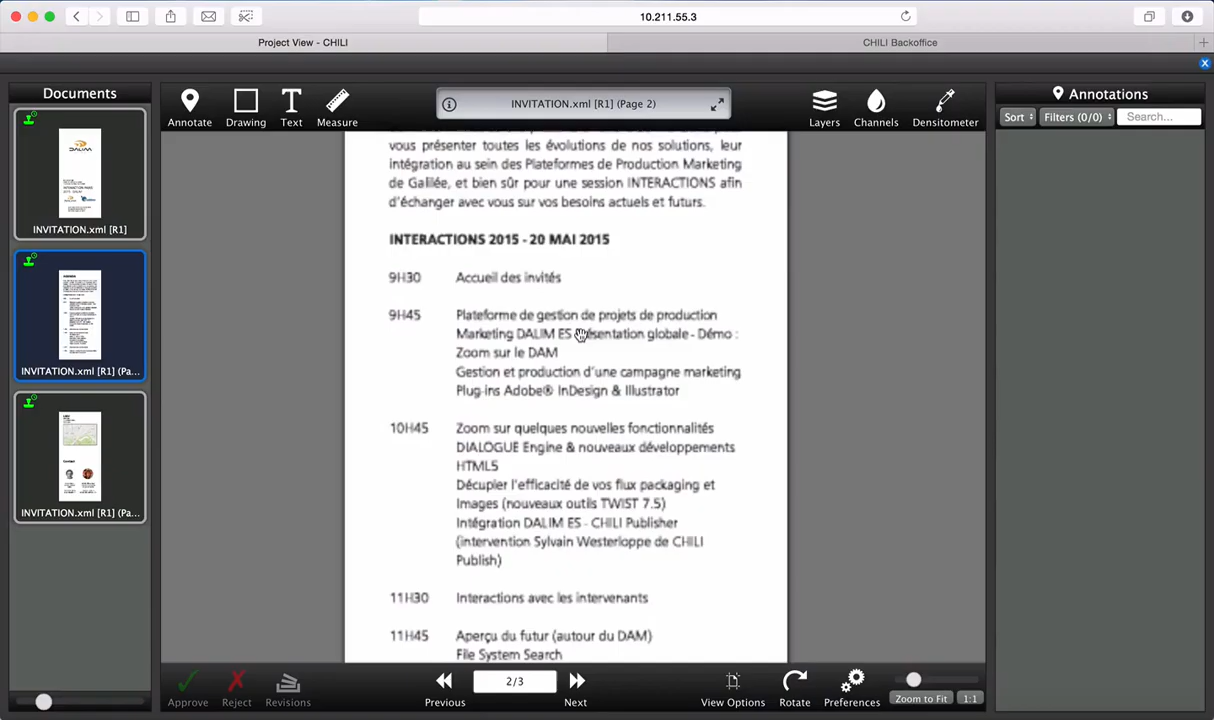 10.211.55.3
Project View - CHILI
CHILI Backoffice
Documents
INVITATION.xml [R1]
INVITATION.xml [R1] (Pa...
INVITATION.xml [R1] (Pa...
Annotate
Drawing
Text
Measure
INVITATION.xml [R1] (Page 2)
Layers
Channels
Densitometer
Annotations
Sort
Filters (0/0)
Search...
vous présenter toutes les évolutions de nos solutions, leur
intégration au sein des Plateformes de Production Marketing
de Galilée, et bien sûr pour une session INTERACTIONS afin
d'échanger avec vous sur vos besoins actuels et futurs.
INTERACTIONS 2015 - 20 MAI 2015
9H30 Accueil des invités
9H45 Plateforme de gestion de projets de production
Marketing DALIM ES présentation globale - Démo :
Zoom sur le DAM
Gestion et production d'une campagne marketing
Plug-ins Adobe® InDesign & Illustrator
10H45 Zoom sur quelques nouvelles fonctionnalités
DIALOGUE Engine & nouveaux développements
HTML5
Décupler l'efficacité de vos flux packaging et
Images (nouveaux outils TWIST 7.5)
Intégration DALIM ES - CHILI Publisher
(intervention Sylvain Westerloppe de CHILI
Publish)
11H30 Interactions avec les intervenants
11H45 Aperçu du futur (autour du DAM)
File System Search
Approve
Reject
Revisions
Previous
2/3
Next
View Options
Rotate
Preferences
Zoom to Fit
1:1